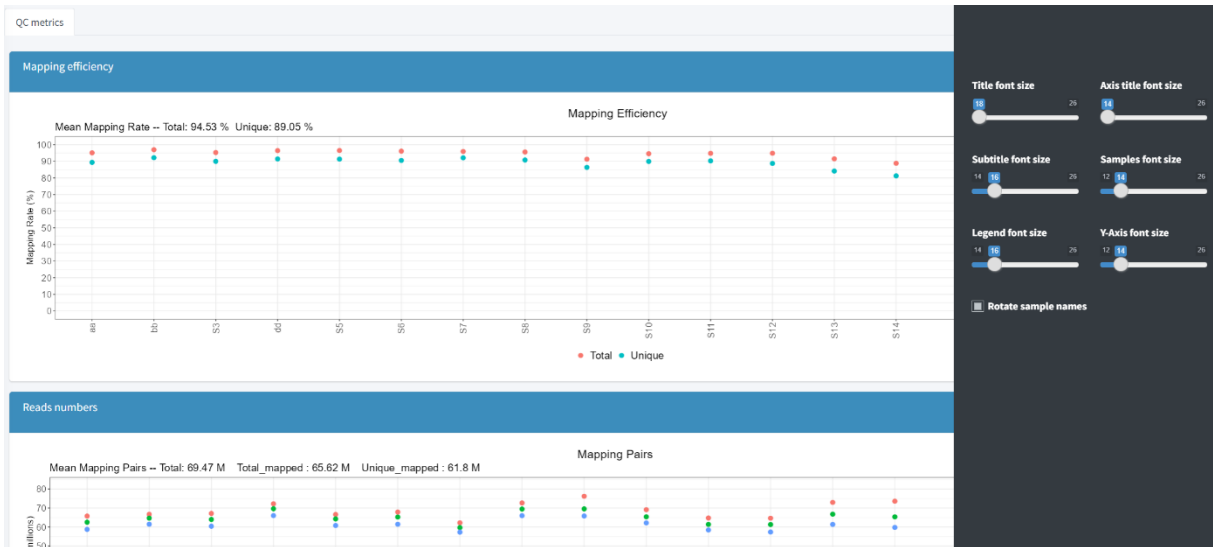 QC metrics
Mapping efficiency
Mapping Efficiency
Mean Mapping Rate -- Total: 94.53 % Unique: 89.05 %
Mapping Rate (%)
100
90
80
70
60
50
40
30
20
10
0
aa bb S3 dd S5 S6 S7 S8 S9 S10 S11 S12 S13 S14
Total Unique
Reads numbers
Mapping Pairs
Mean Mapping Pairs -- Total: 69.47 M Total_mapped : 65.62 M Unique_mapped : 61.8 M
80
70
60
50
Title font size Axis title font size
18 26 14 26
Subtitle font size Samples font size
14 16 26 12 14 26
Legend font size Y-Axis font size
14 16 26 12 14 26
Rotate sample names